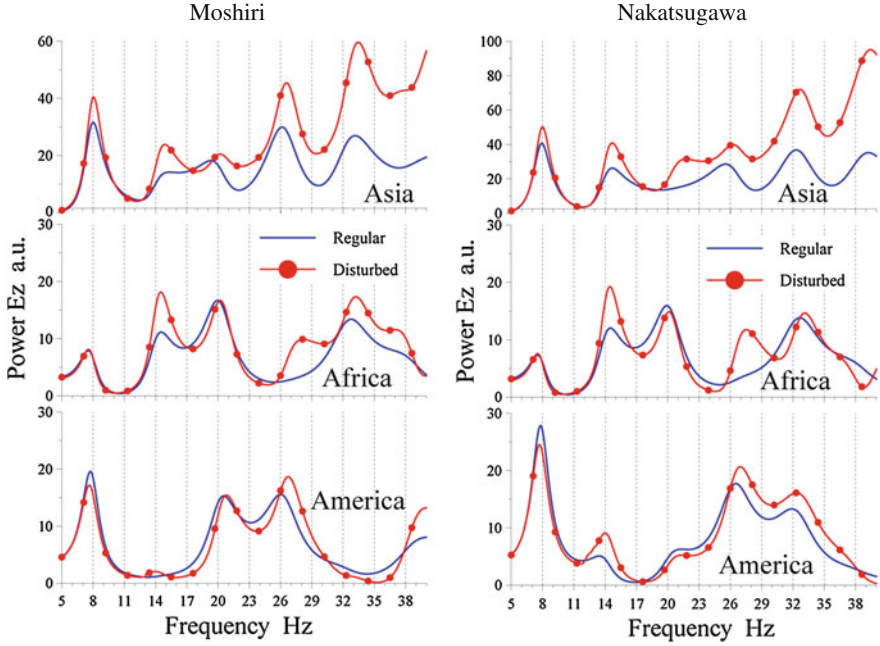 Moshiri Nakatsugawa
60 100
80
40 60
20 40
20
0 0
Asia Asia
30 30
Regular Regular
20 Disturbed 20 Disturbed
10 10
0 0
Africa Africa
30 30
20 20
10 10
0 0
America America
Power Ez a.u. Power Ez a.u.
5 8 11 14 17 20 23 26 29 32 35 38 5 8 11 14 17 20 23 26 29 32 35 38
Frequency Hz Frequency Hz